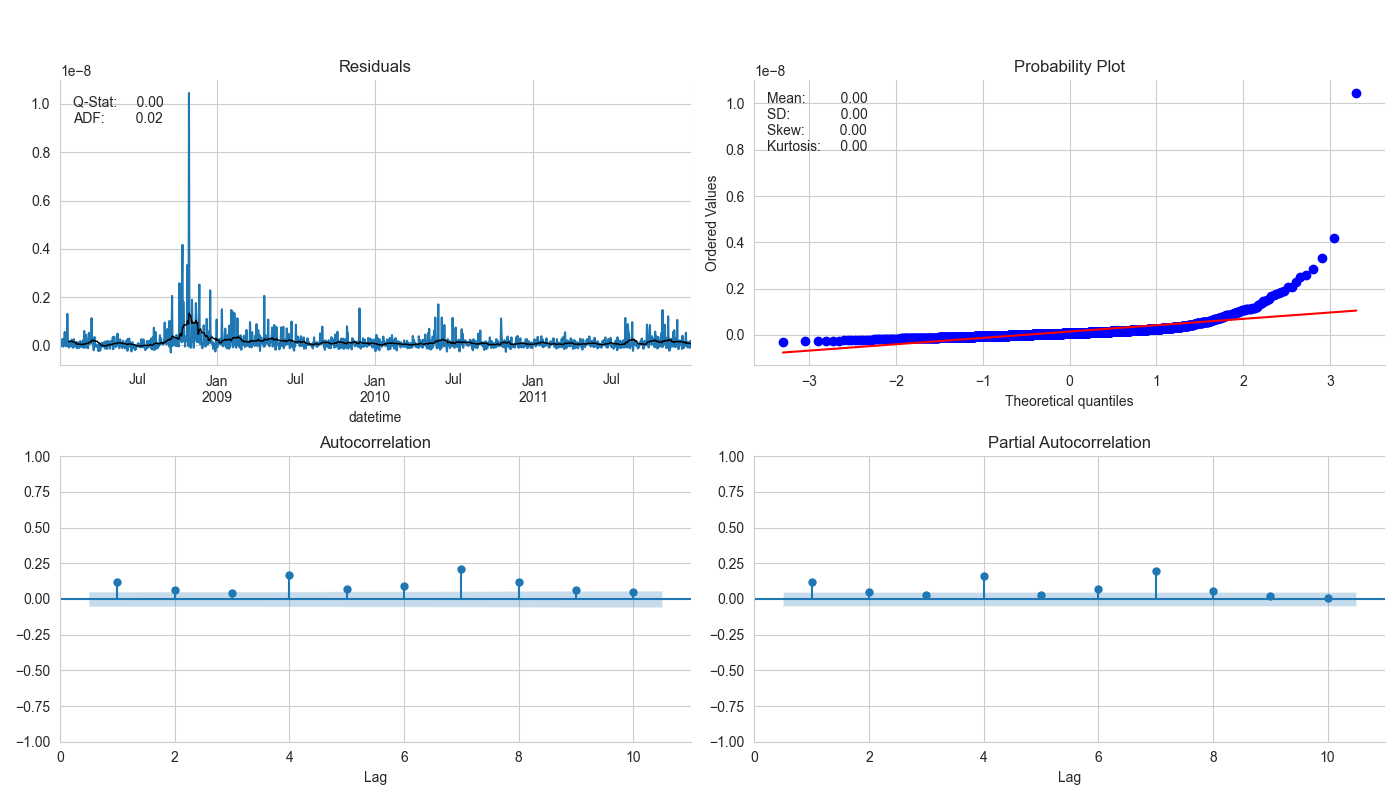 Residuals
1e−8
Q-Stat: 0.00
ADF: 0.02
1.0
0.8
0.6
0.4
0.2
0.0
Jul Jan Jul Jan Jul Jan Jul
2009 2010 2011
datetime
Probability Plot
1e−8
Mean: 0.00
SD: 0.00
Skew: 0.00
Kurtosis: 0.00
Ordered Values
1.0
0.8
0.6
0.4
0.2
0.0
−3 −2 −1 0 1 2 3
Theoretical quantiles
Autocorrelation
1.00
0.75
0.50
0.25
0.00
−0.25
−0.50
−0.75
−1.00
0 2 4 6 8 10
Lag
Partial Autocorrelation
1.00
0.75
0.50
0.25
0.00
−0.25
−0.50
−0.75
−1.00
0 2 4 6 8 10
Lag